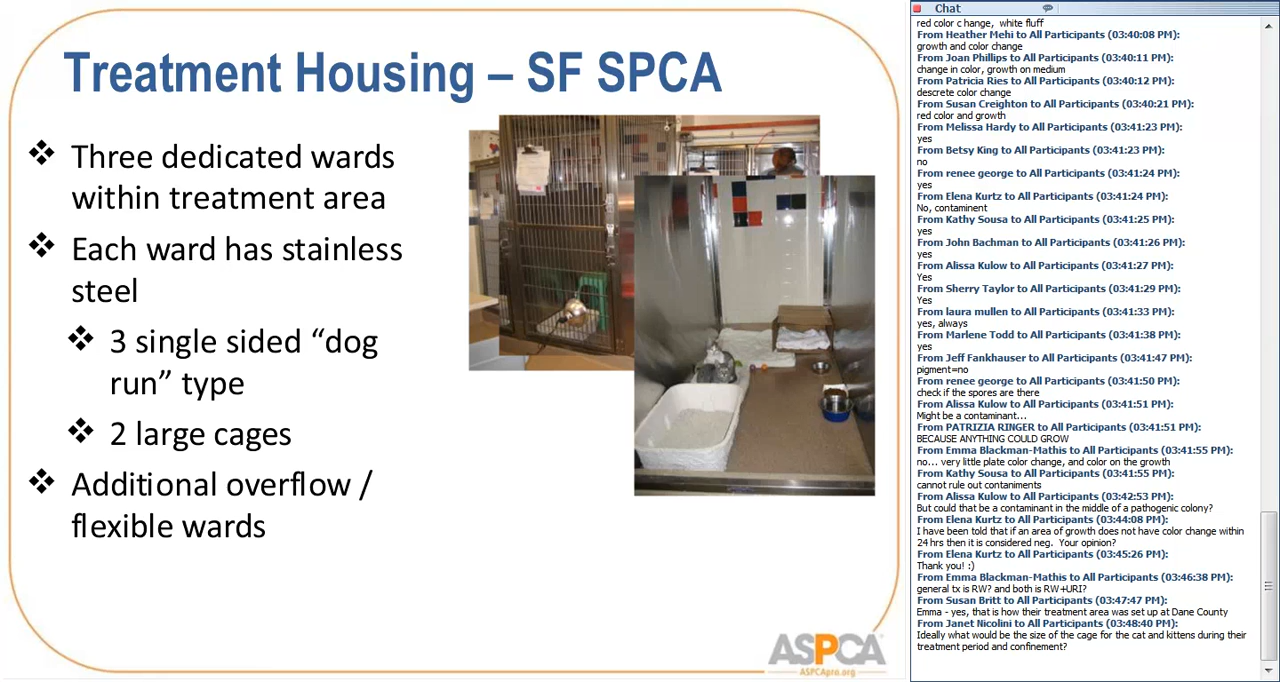 Treatment Housing – SF SPCA
❖ Three dedicated wards
within treatment area
❖ Each ward has stainless
steel
❖ 3 single sided “dog
run” type
❖ 2 large cages
❖ Additional overflow /
flexible wards
ASPCA
ASPCApro.org
Chat
red color c hange, white fluff
From Heather Mehi to All Participants (03:40:08 PM):
growth and color change
From Joan Phillips to All Participants (03:40:11 PM):
change in color, growth on medium
From Patricia Ries to All Participants (03:40:12 PM):
descrete color change
From Susan Creighton to All Participants (03:40:21 PM):
red color and growth
From Melissa Hardy to All Participants (03:41:23 PM):
yes
From Betsy King to All Participants (03:41:23 PM):
no
From renee george to All Participants (03:41:24 PM):
yes
From Elena Kurtz to All Participants (03:41:24 PM):
No, contaminent
From Kathy Sousa to All Participants (03:41:25 PM):
yes
From John Bachman to All Participants (03:41:26 PM):
yes
From Alissa Kulow to All Participants (03:41:27 PM):
Yes
From Sherry Taylor to All Participants (03:41:29 PM):
Yes
From laura mullen to All Participants (03:41:33 PM):
yes, always
From Marlene Todd to All Participants (03:41:38 PM):
yes
From Jeff Fankhauser to All Participants (03:41:47 PM):
pigment=no
From renee george to All Participants (03:41:50 PM):
check if the spores are there
From Alissa Kulow to All Participants (03:41:51 PM):
Might be a contaminant...
From PATRIZIA RINGER to All Participants (03:41:51 PM):
BECAUSE ANYTHING COULD GROW
From Emma Blackman-Mathis to All Participants (03:41:55 PM):
no... very little plate color change, and color on the growth
From Kathy Sousa to All Participants (03:41:55 PM):
cannot rule out contaniments
From Alissa Kulow to All Participants (03:42:53 PM):
But could that be a contaminant in the middle of a pathogenic colony?
From Elena Kurtz to All Participants (03:44:08 PM):
I have been told that if an area of growth does not have color change within
24 hrs then it is considered neg. Your opinion?
From Elena Kurtz to All Participants (03:45:26 PM):
Thank you! :)
From Emma Blackman-Mathis to All Participants (03:46:38 PM):
general tx is RW? and both is RW+URI?
From Susan Britt to All Participants (03:47:47 PM):
Emma - yes, that is how their treatment area was set up at Dane County
From Janet Nicolini to All Participants (03:48:40 PM):
Ideally what would be the size of the cage for the cat and kittens during their
treatment period and confinement?